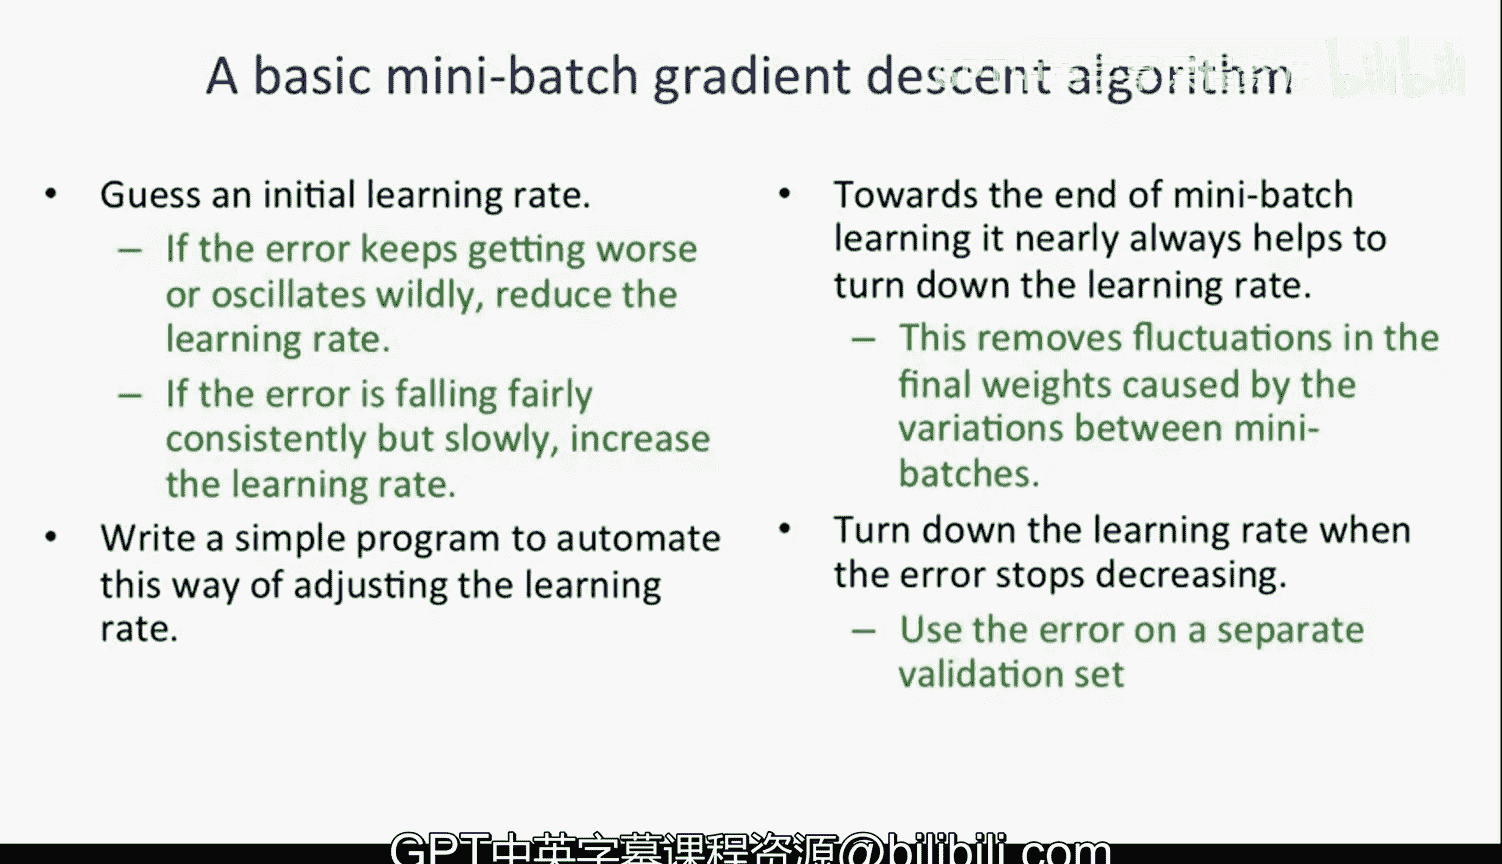 A basic mini-batch gradient descent algorithm
bilibili
• Guess an initial learning rate.
– If the error keeps getting worse
or oscillates wildly, reduce the
learning rate.
– If the error is falling fairly
consistently but slowly, increase
the learning rate.
• Write a simple program to automate
this way of adjusting the learning
rate.
• Towards the end of mini-batch
learning it nearly always helps to
turn down the learning rate.
– This removes fluctuations in the
final weights caused by the
variations between mini-
batches.
• Turn down the learning rate when
the error stops decreasing.
– Use the error on a separate
validation set
GPT中英字幕课程资源@bilibili.com